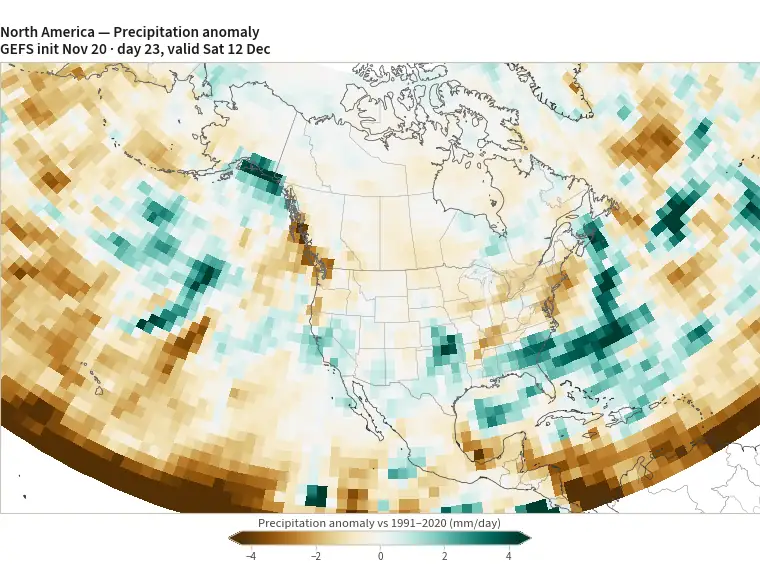 North America — Precipitation anomaly
GEFS init Nov 20 · day 23, valid Sat 12 Dec
Precipitation anomaly vs 1991–2020 (mm/day)
−4 −2 0 2 4